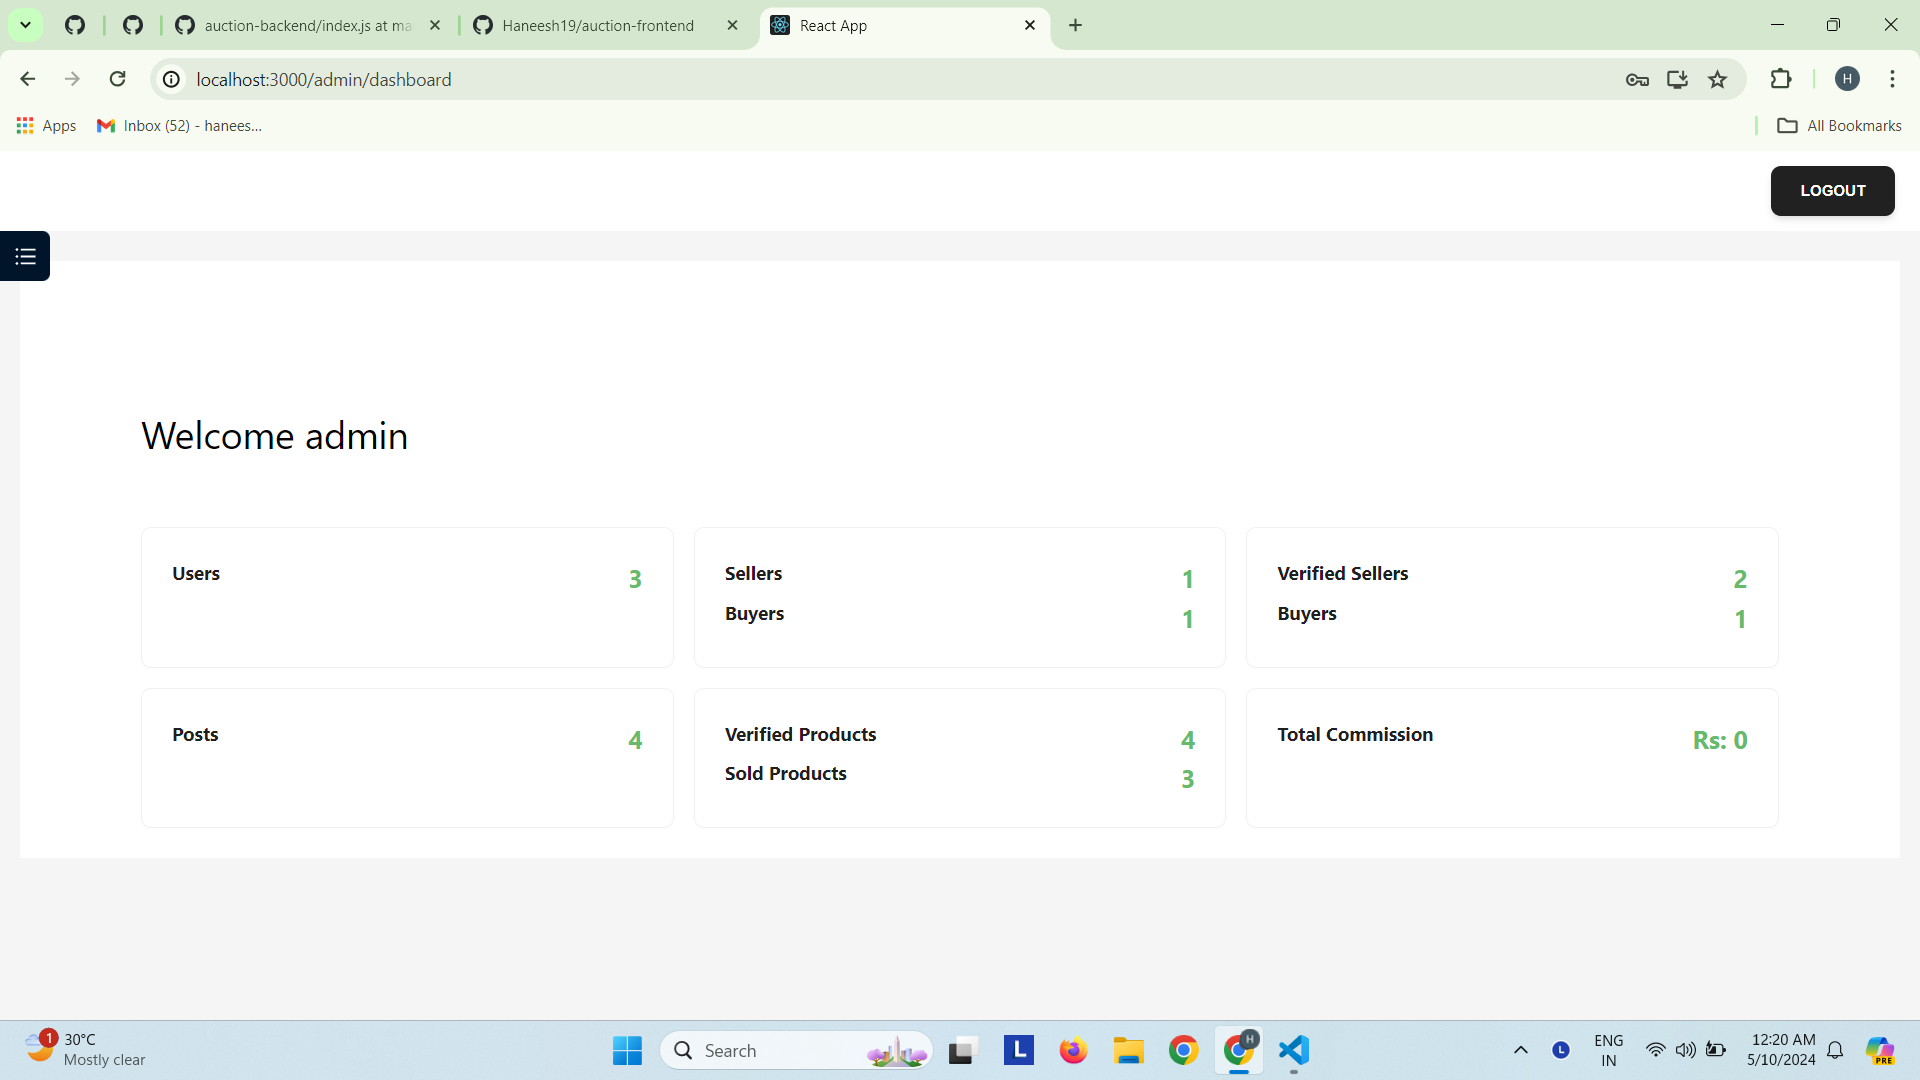 auction-backend/index.js at ma
Haneesh19/auction-frontend
React App
localhost:3000/admin/dashboard
H
Apps
Inbox (52) - hanees...
All Bookmarks
LOGOUT
Welcome admin
Users 3
Sellers 1
Buyers 1
Verified Sellers 2
Buyers 1
Posts 4
Verified Products 4
Sold Products 3
Total Commission Rs: 0
1
30°C
Mostly clear
Search
L
H
L
ENG
IN
12:20 AM
5/10/2024
PRE